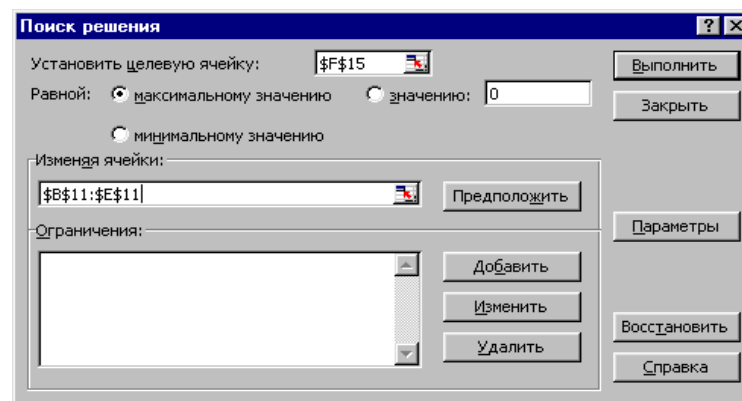 Поиск решения
Установить целевую ячейку: $F$15
Выполнить
Равной: максимальному значению значению: 0
Закрыть
минимальному значению
Изменяя ячейки:
$B$11:$E$11
Предположить
Ограничения:
Параметры
Добавить
Изменить
Восстановить
Удалить
Справка